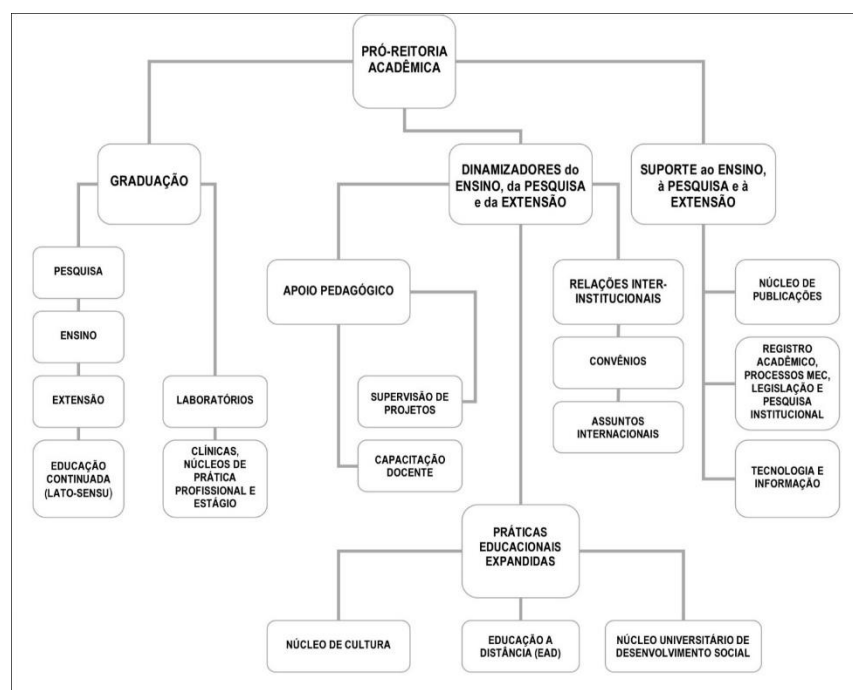 PRÓ-REITORIA
ACADÊMICA
GRADUAÇÃO
DINAMIZADORES do
ENSINO, da PESQUISA
e da EXTENSÃO
SUPORTE ao ENSINO,
à PESQUISA e à
EXTENSÃO
PESQUISA
ENSINO
EXTENSÃO
EDUCAÇÃO
CONTINUADA
(LATO-SENSU)
LABORATÓRIOS
CLÍNICAS,
NÚCLEOS DE
PRÁTICA
PROFISSIONAL E
ESTÁGIO
APOIO PEDAGÓGICO
SUPERVISÃO DE
PROJETOS
CAPACITAÇÃO
DOCENTE
RELAÇÕES INTER-
INSTITUCIONAIS
CONVÊNIOS
ASSUNTOS
INTERNACIONAIS
NÚCLEO DE
PUBLICAÇÕES
REGISTRO
ACADÊMICO,
PROCESSOS MEC,
LEGISLAÇÃO E
PESQUISA
INSTITUCIONAL
TECNOLOGIA E
INFORMAÇÃO
PRÁTICAS
EDUCACIONAIS
EXPANDIDAS
NÚCLEO DE CULTURA
EDUCAÇÃO A
DISTÂNCIA (EAD)
NÚCLEO UNIVERSITÁRIO DE
DESENVOLVIMENTO SOCIAL